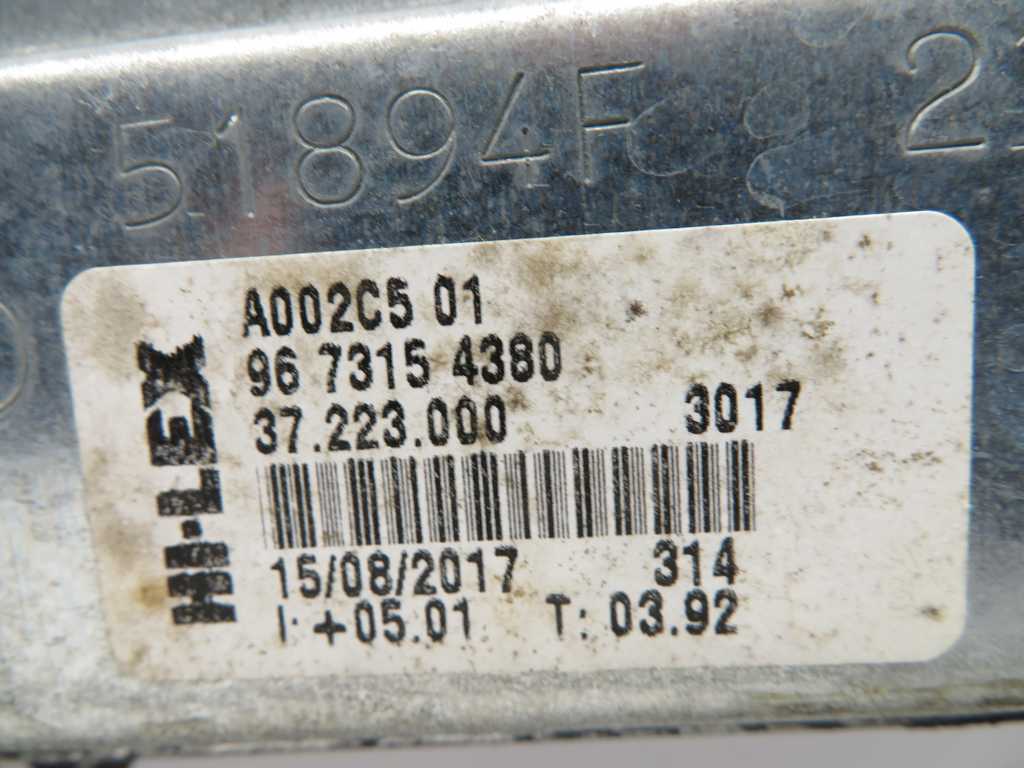 51894F
HI-LEX
A002C5 01
96 7315 4380
37.223.000 3017
15/08/2017 314
I: +05.01 T: 03.92